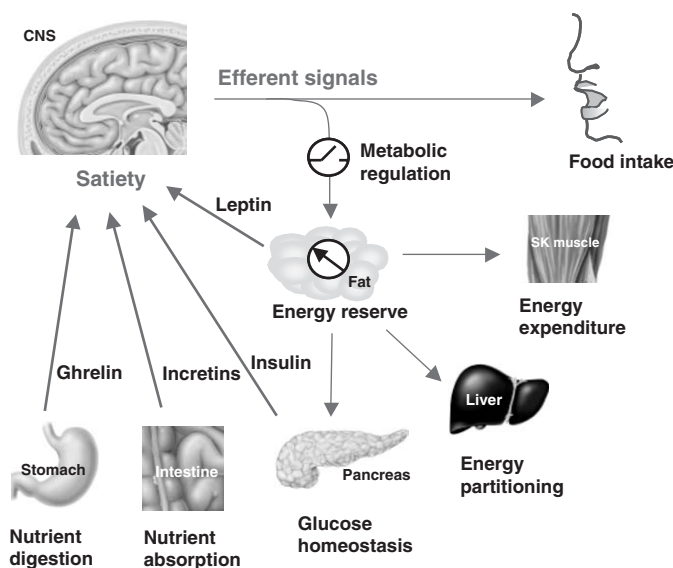 CNS
Efferent signals
Food intake
Metabolic
regulation
Satiety
Leptin
SK muscle
Fat
Energy reserve
Energy
expenditure
Ghrelin
Incretins
Insulin
Liver
Stomach
Intestine
Pancreas
Energy
partitioning
Nutrient
digestion
Nutrient
absorption
Glucose
homeostasis